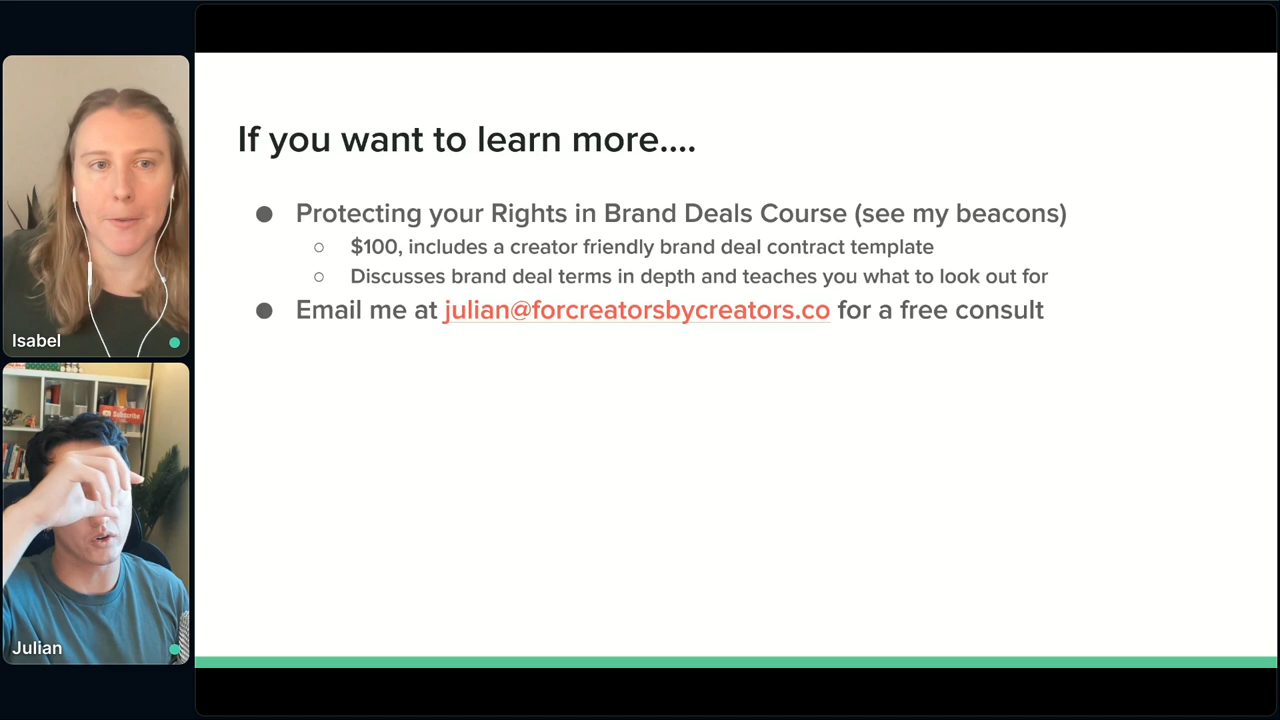 Isabel
Subscribe
Julian
If you want to learn more....
● Protecting your Rights in Brand Deals Course (see my beacons)
○ $100, includes a creator friendly brand deal contract template
○ Discusses brand deal terms in depth and teaches you what to look out for
● Email me at julian@forcreatorsbycreators.co for a free consult